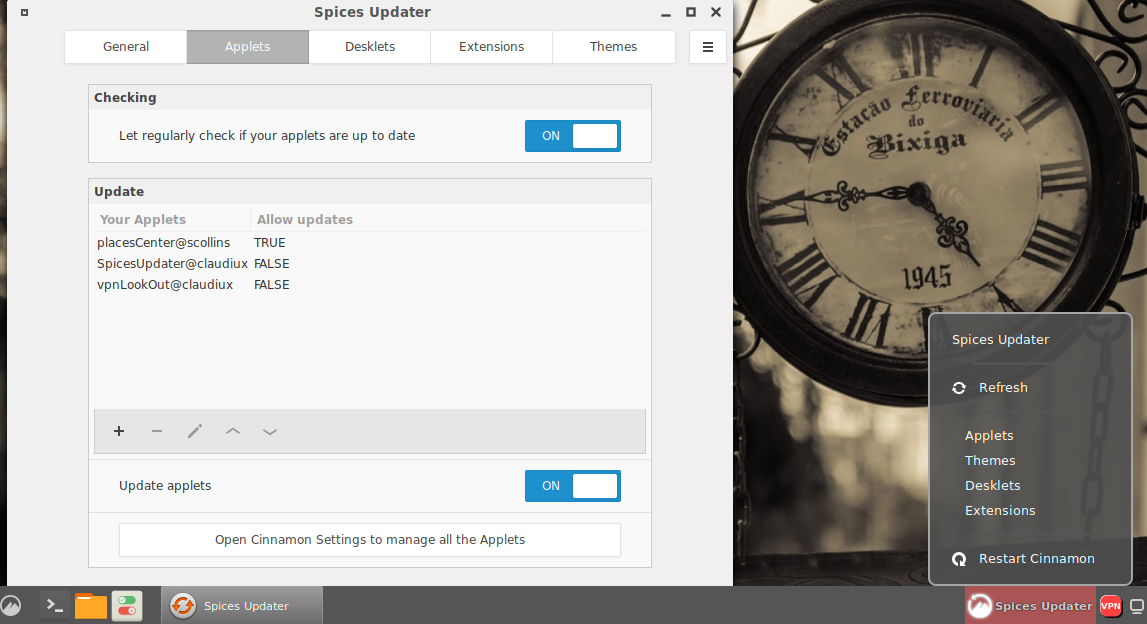 Spices Updater
General
Applets
Desklets
Extensions
Themes
Checking
Let regularly check if your applets are up to date
ON
Update
Your Applets
Allow updates
placesCenter@scollins
TRUE
SpicesUpdater@claudiux
FALSE
vpnLookOut@claudiux
FALSE
Update applets
ON
Open Cinnamon Settings to manage all the Applets
Estação Ferroviária
do
Bixiga
1945
Spices Updater
Refresh
Applets
Themes
Desklets
Extensions
Restart Cinnamon
Spices Updater
Spices Updater
VPN